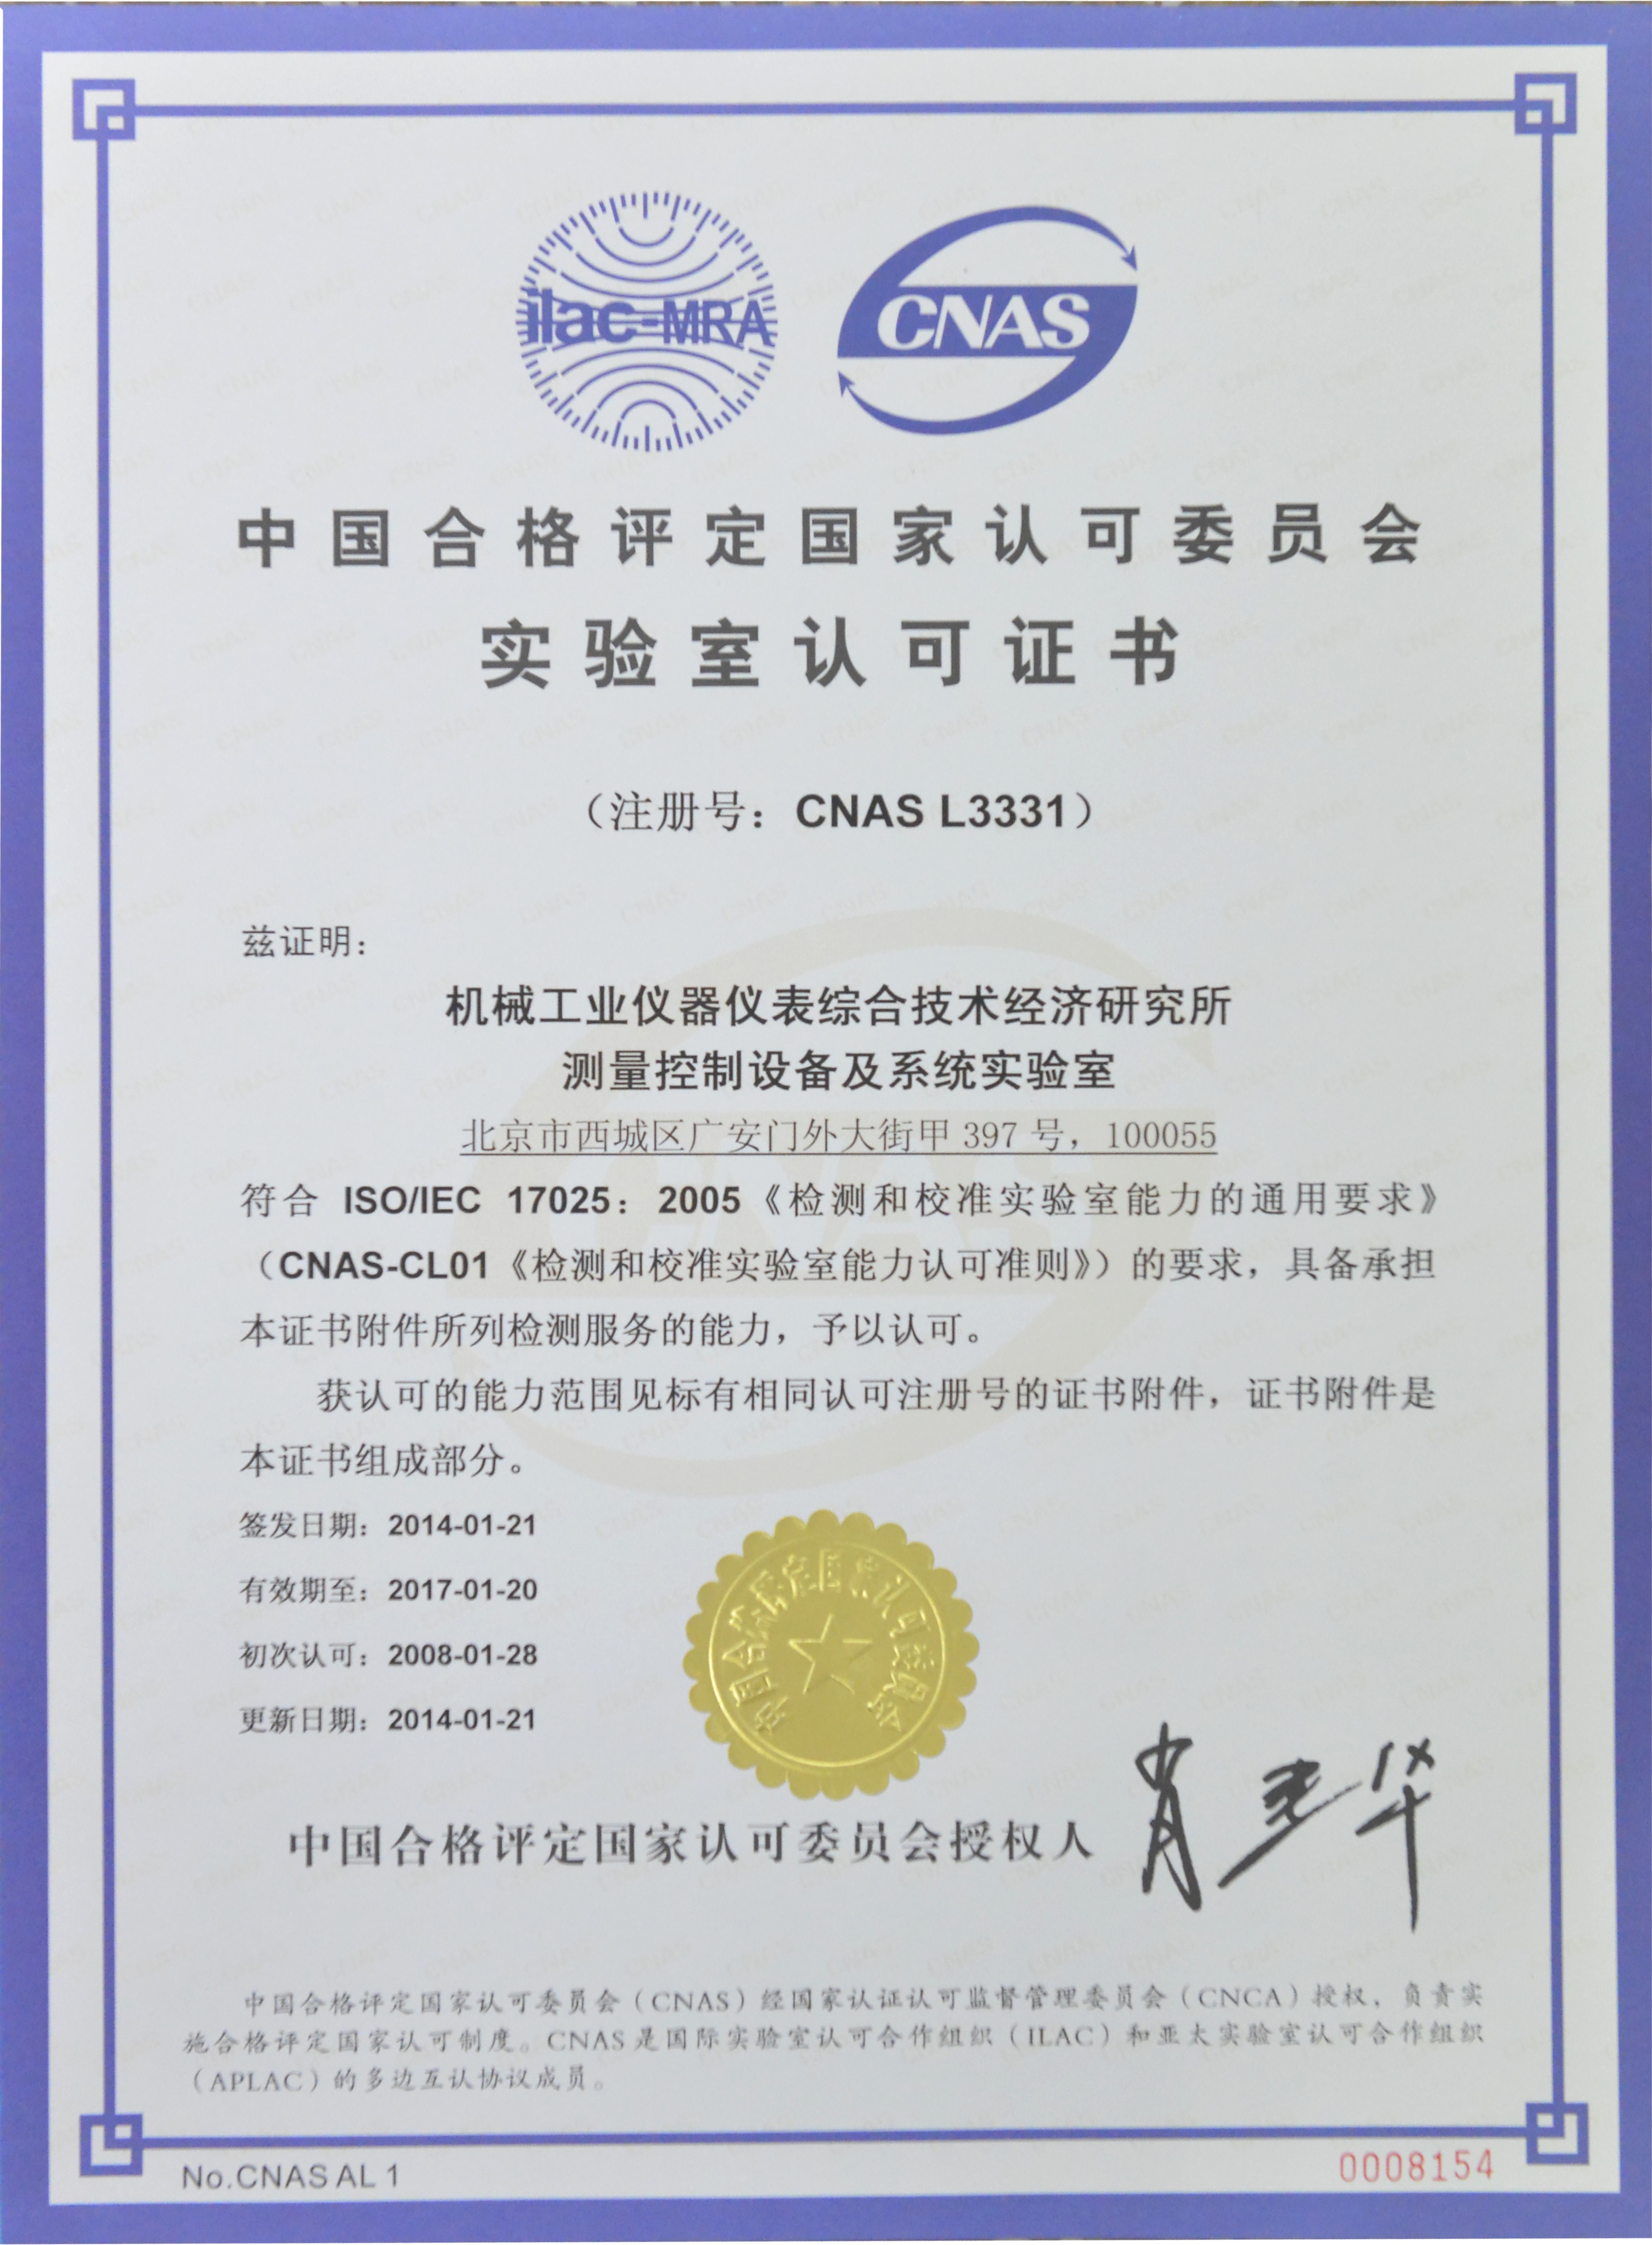 ilac-MRA
CNAS
中国合格评定国家认可委员会
实验室认可证书
（注册号：CNAS L3331）
兹证明：
机械工业仪器仪表综合技术经济研究所
测量控制设备及系统实验室
北京市西城区广安门外大街甲 397 号，100055
符合 ISO/IEC 17025：2005《检测和校准实验室能力的通用要求》
（CNAS-CL01《检测和校准实验室能力认可准则》）的要求，具备承担
本证书附件所列检测服务的能力，予以认可。
获认可的能力范围见标有相同认可注册号的证书附件，证书附件是
本证书组成部分。
签发日期：2014-01-21
有效期至：2017-01-20
初次认可：2008-01-28
更新日期：2014-01-21
中国合格评定国家认可委员会
中国合格评定国家认可委员会授权人
中国合格评定国家认可委员会（CNAS）经国家认证认可监督管理委员会（CNCA）授权，负责实
施合格评定国家认可制度。CNAS是国际实验室认可合作组织（ILAC）和亚太实验室认可合作组织
（APLAC）的多边互认协议成员。
No.CNAS AL 1
0008154